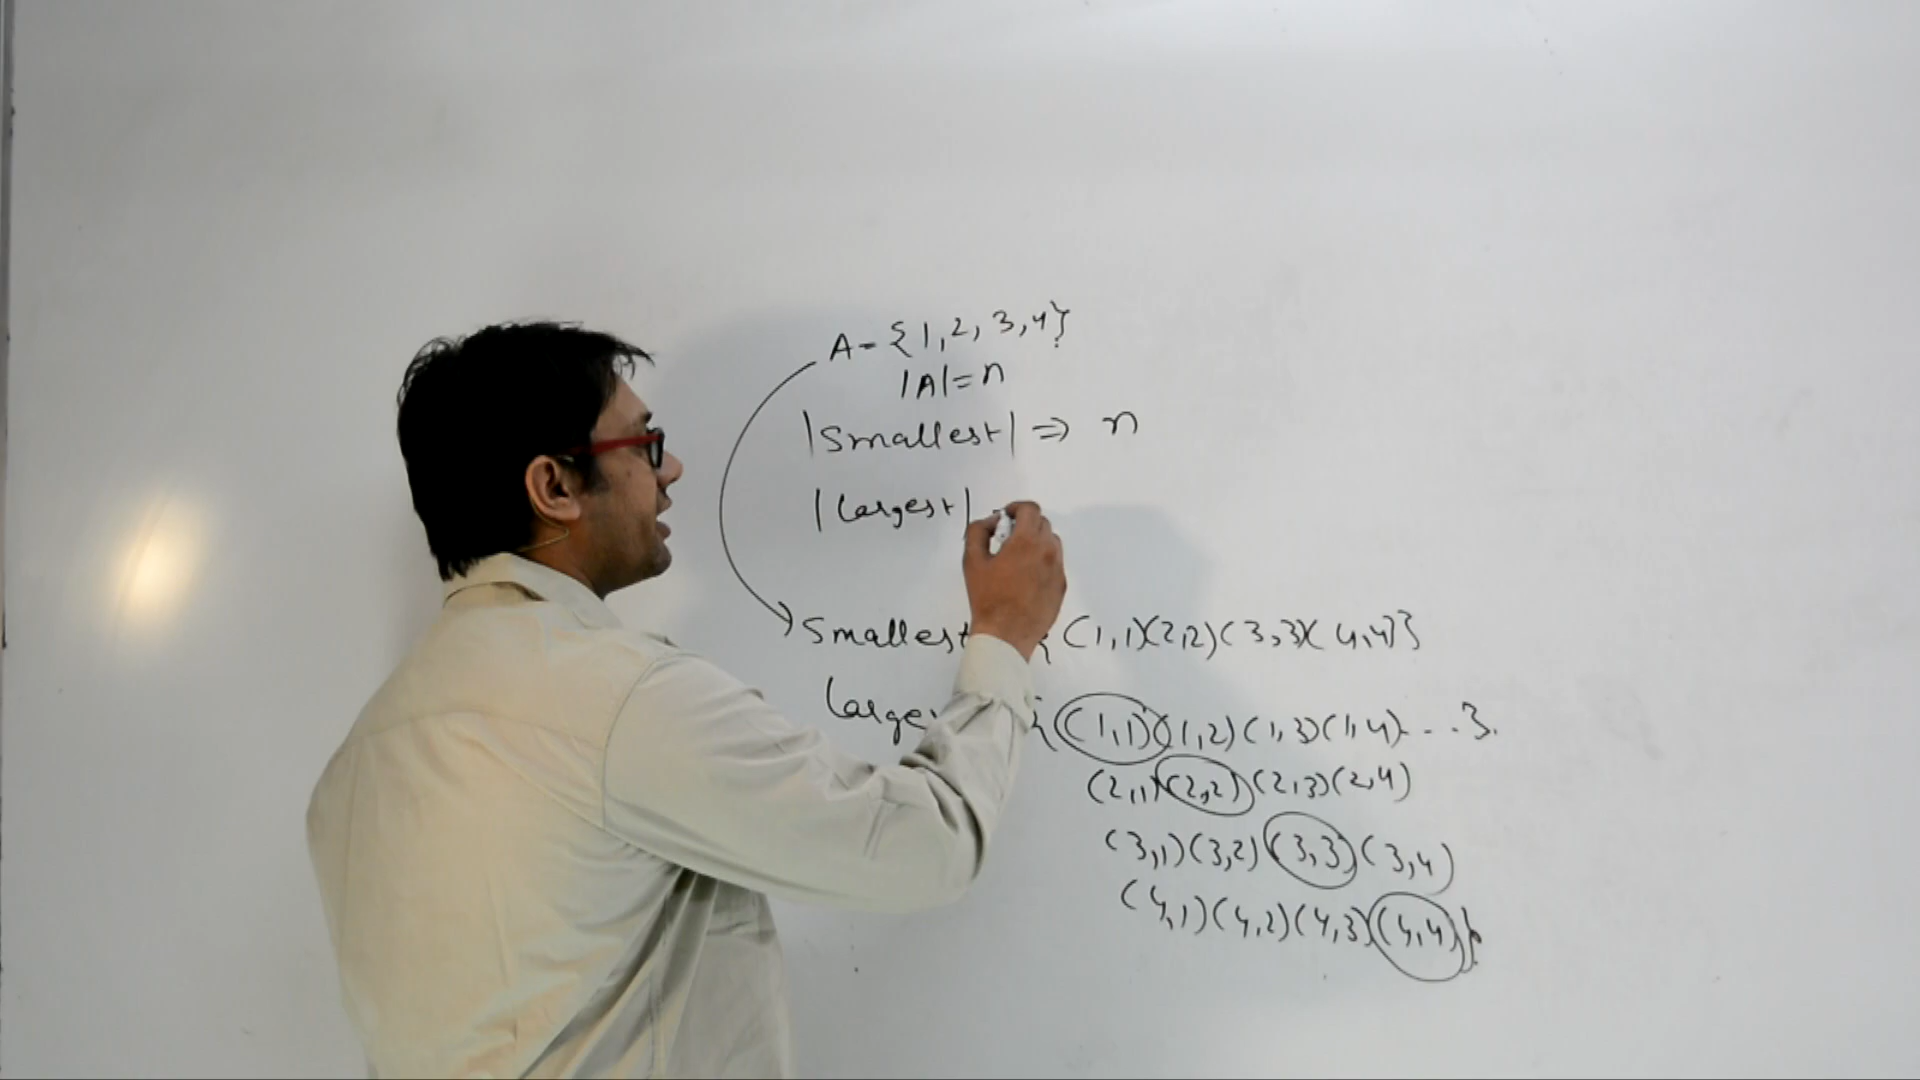 A = {1, 2, 3, 4}
|A| = n
|Smallest| ⇒ n
|Largest|
Smallest { (1,1)(2,2)(3,3)(4,4)}
{(1,1)(1,2)(1,3)(1,4)...}.
(2,1)(2,2)(2,3)(2,4)
(3,1)(3,2)(3,3)(3,4)
(4,1)(4,2)(4,3)(4,4)}